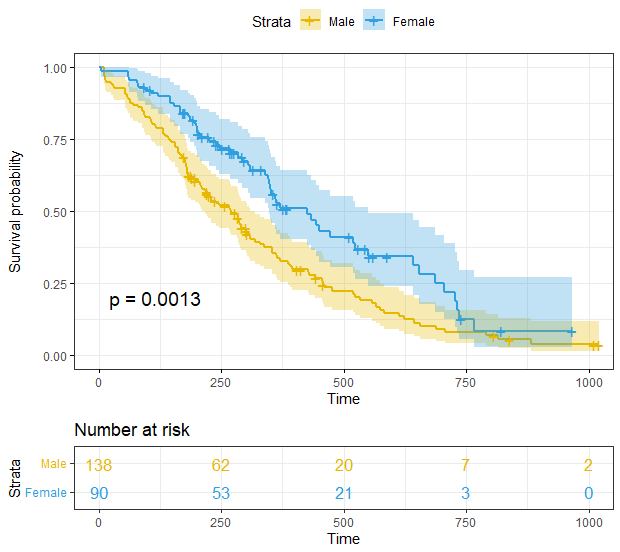 Strata Male Female
Survival probability
1.00
0.75
0.50
0.25
0.00
p = 0.0013
0 250 500 750 1000
Time
Number at risk
Strata
Male 138 62 20 7 2
Female 90 53 21 3 0
0 250 500 750 1000
Time